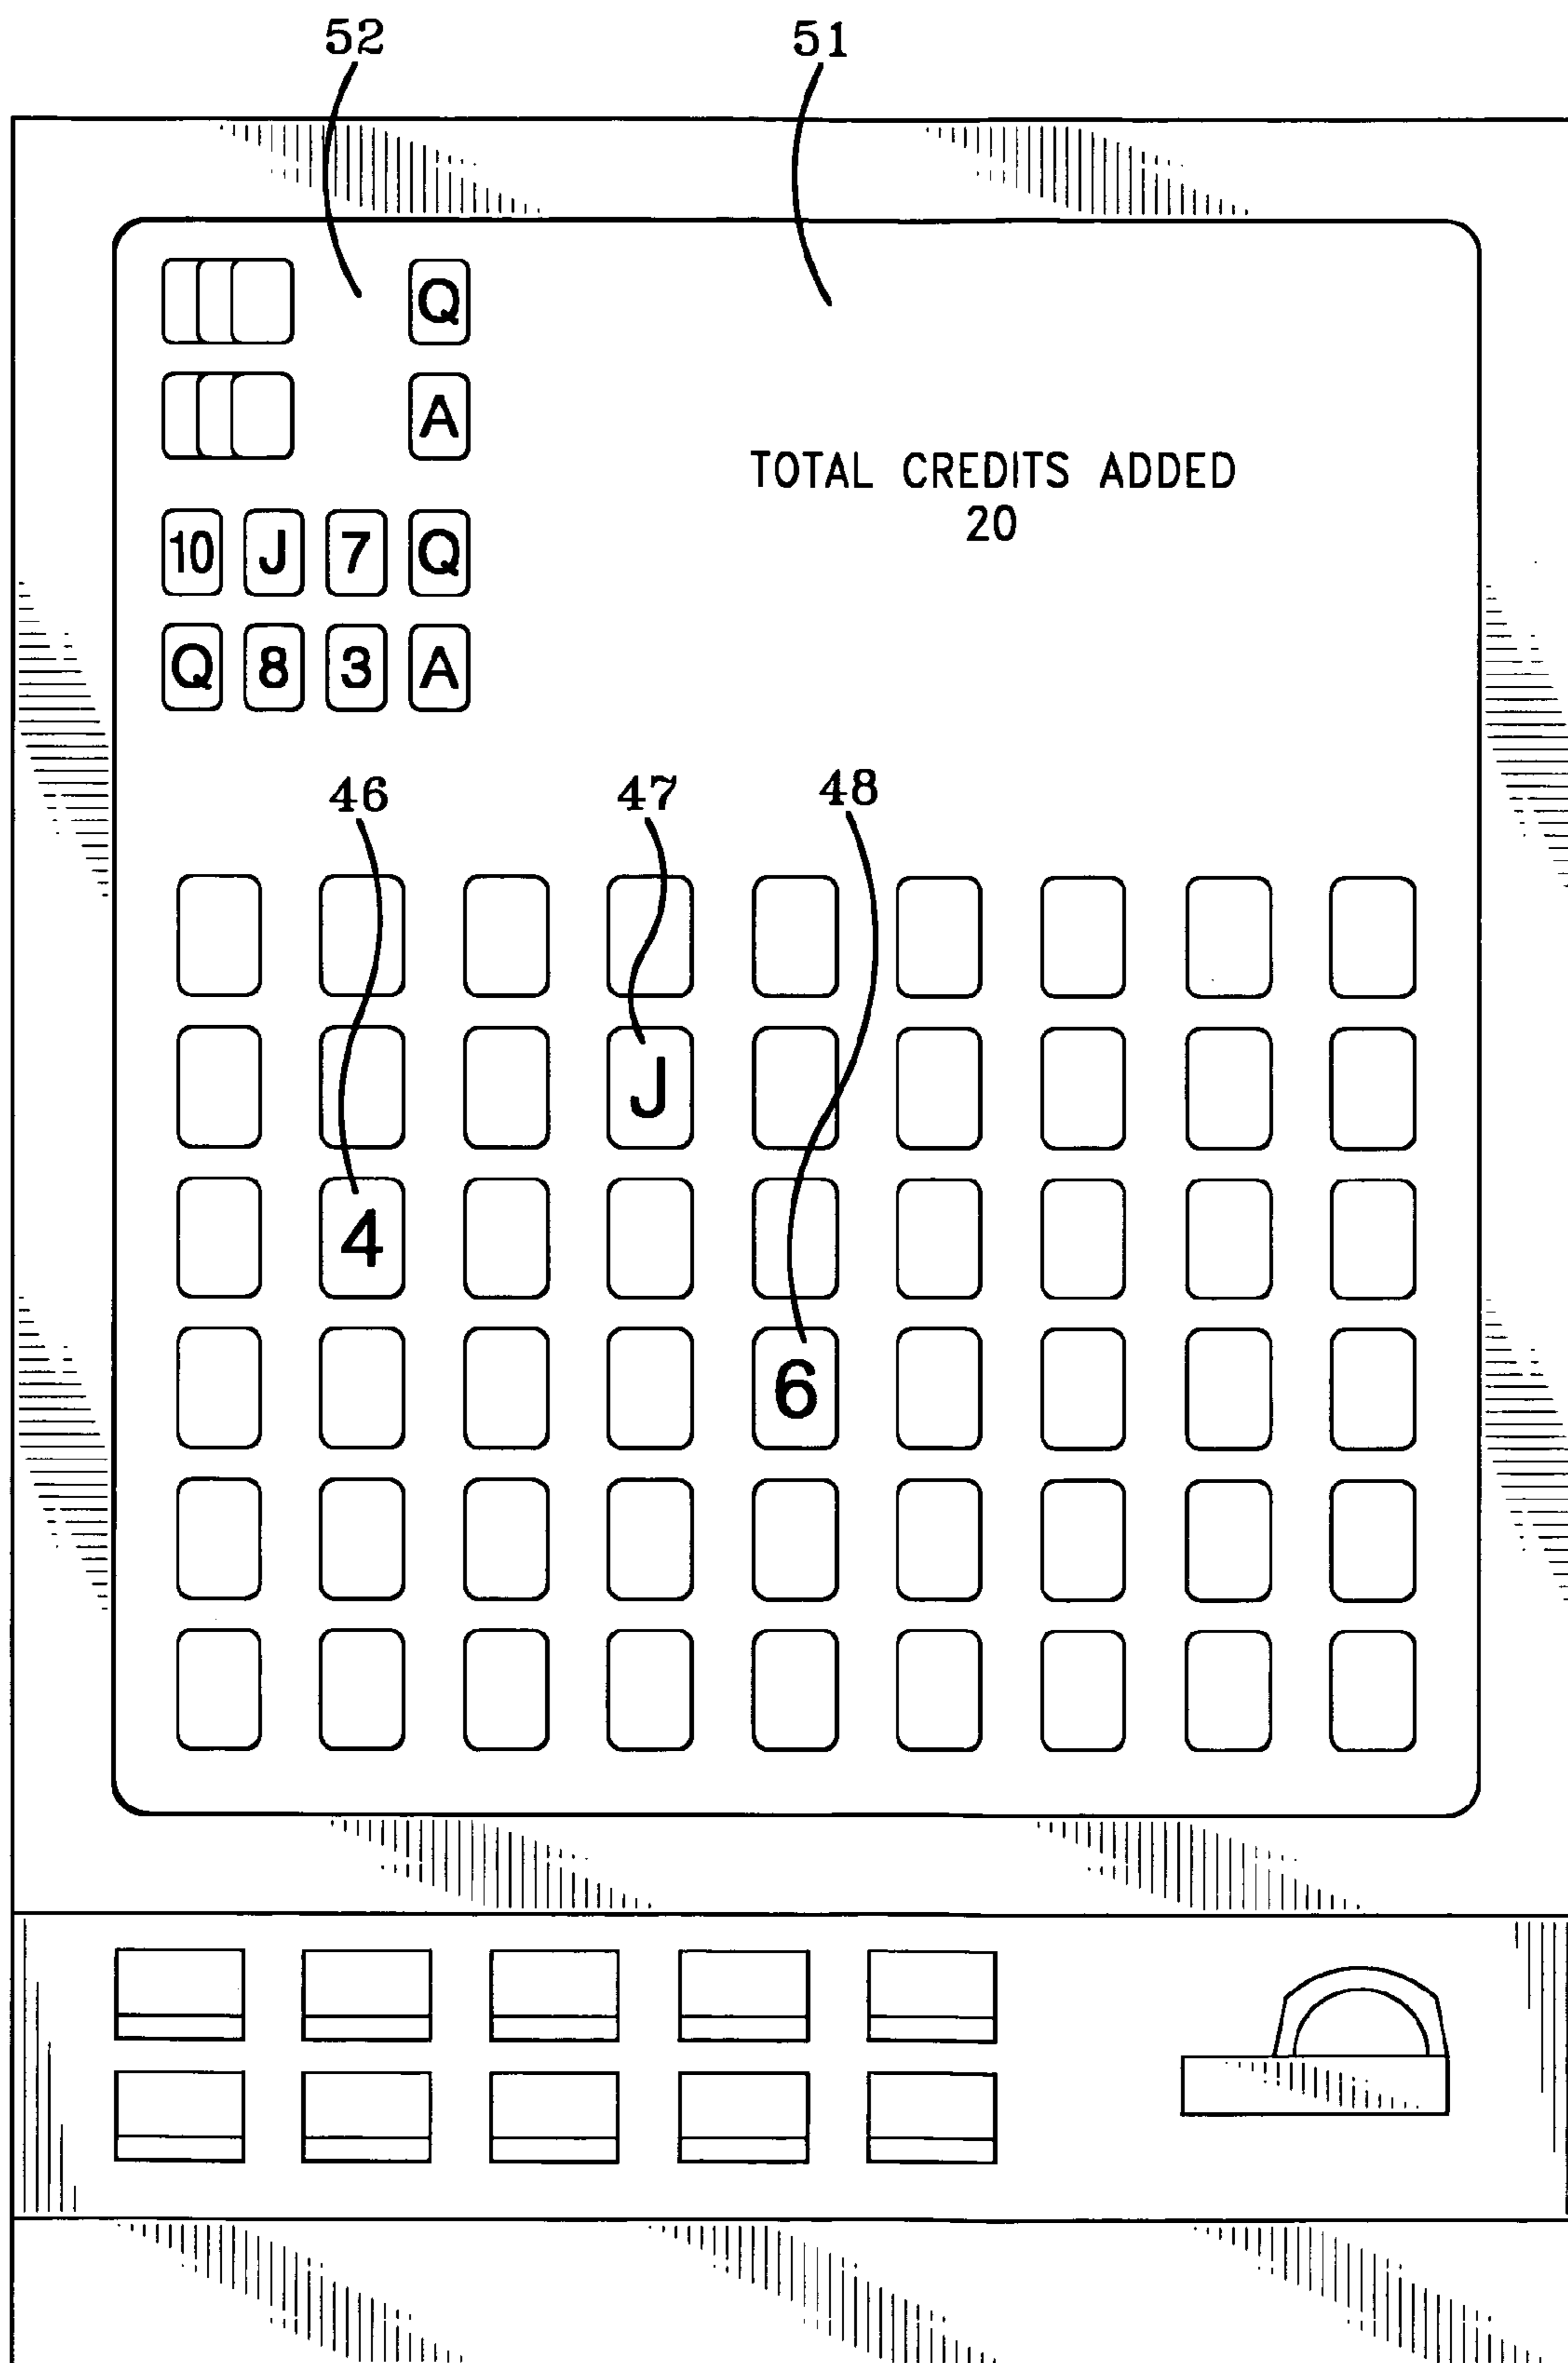 52 51
Q
A
TOTAL CREDITS ADDED
20
10 J 7 Q
Q 8 3 A
46 47 48
J
4
6